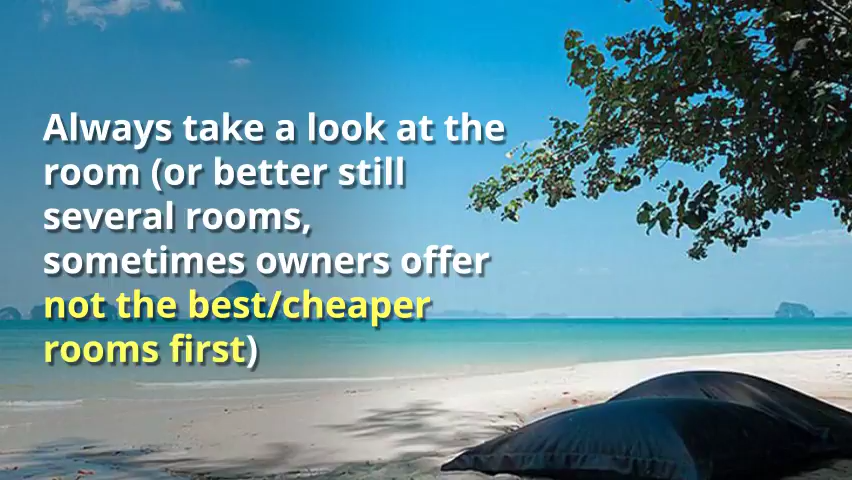 Always take a look at the
room (or better still
several rooms,
sometimes owners offer
not the best/cheaper
rooms first)